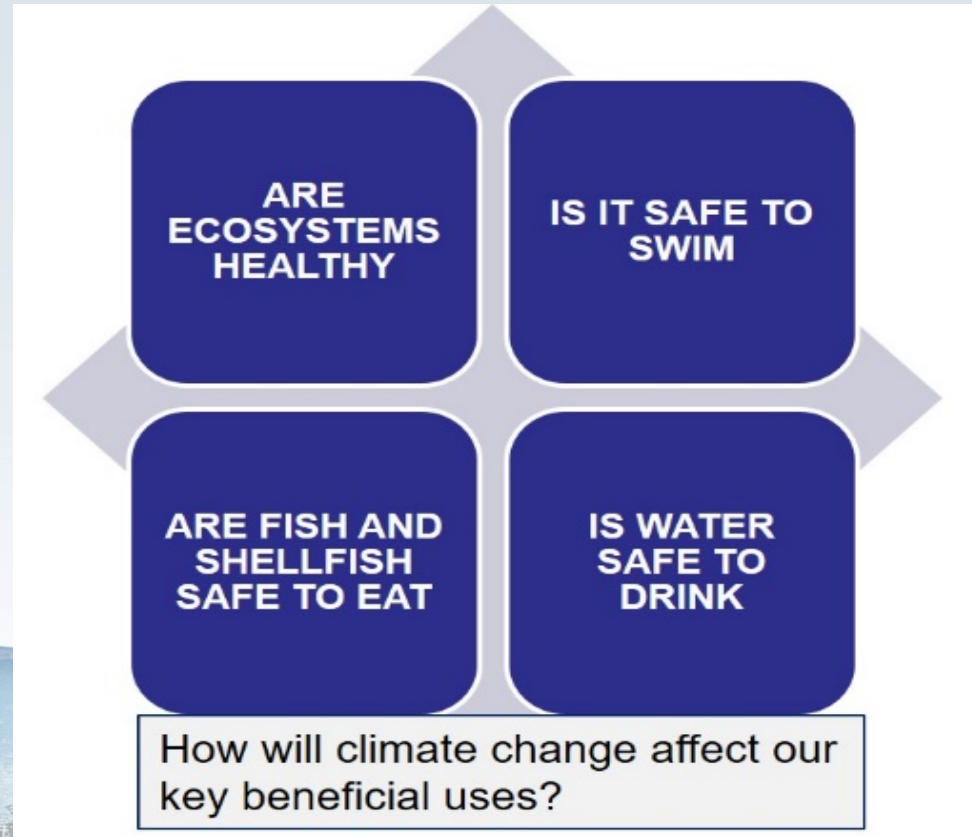 ARE
ECOSYSTEMS
HEALTHY
IS IT SAFE TO
SWIM
ARE FISH AND
SHELLFISH
SAFE TO EAT
IS WATER
SAFE TO
DRINK
How will climate change affect our
key beneficial uses?